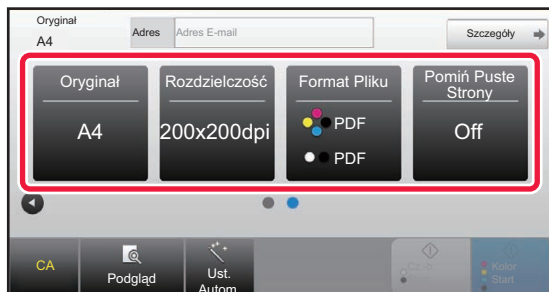 Oryginał
A4
Adres
Adres E-mail
Szczegóły
Oryginał
A4
Rozdzielczość
200x200dpi
Format Pliku
PDF
PDF
Pomiń Puste
Strony
Off
CA
Podgląd
Ust.
Autom.
Kolor
Start